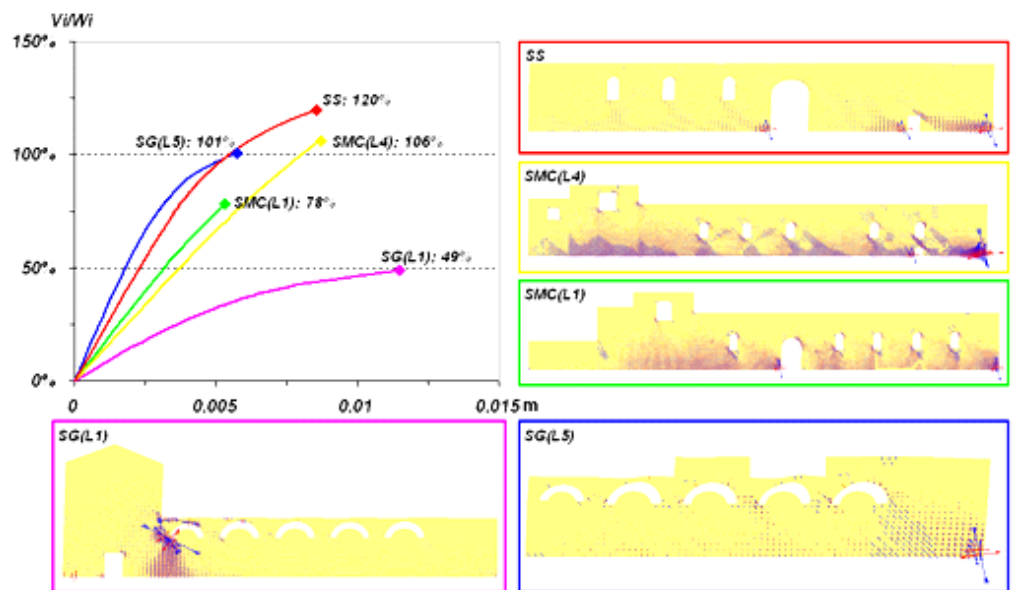 Vi/Wi
150%
100%
50%
0%
0
0.005
0.01
0.015 m
SS: 120%
SG(L5): 101%
SMC(L4): 106%
SMC(L1): 78%
SG(L1): 49%
SS
SMC(L4)
SMC(L1)
SG(L1)
SG(L5)